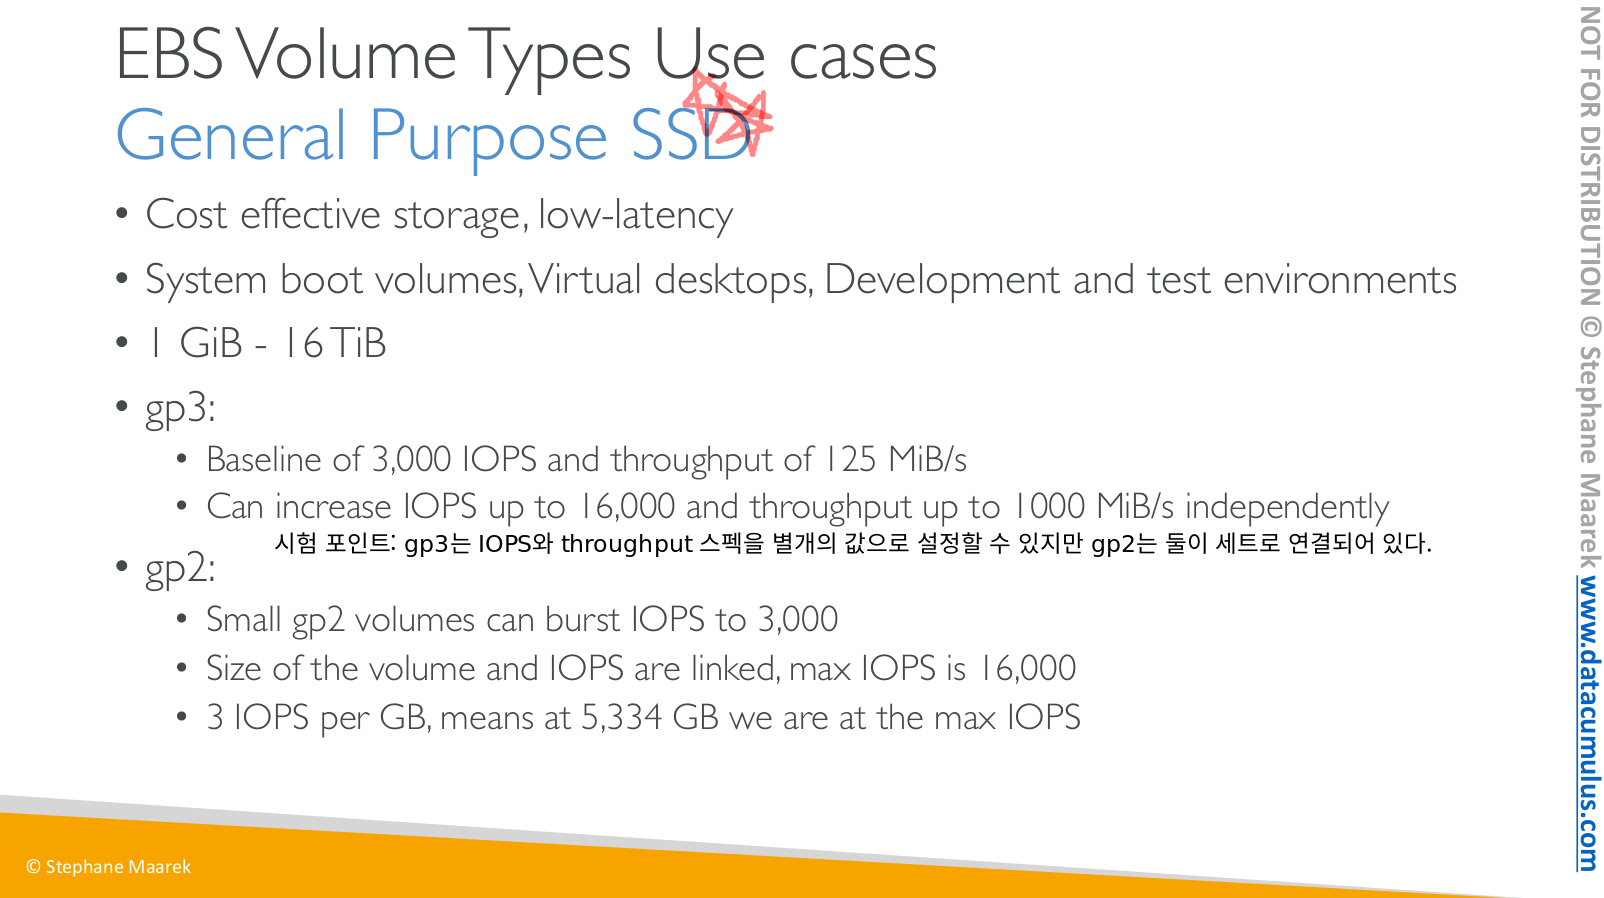 EBS Volume Types Use cases
General Purpose SSD
• Cost effective storage, low-latency
• System boot volumes, Virtual desktops, Development and test environments
• 1 GiB - 16 TiB
• gp3:
• Baseline of 3,000 IOPS and throughput of 125 MiB/s
• Can increase IOPS up to 16,000 and throughput up to 1000 MiB/s independently
시험 포인트: gp3는 IOPS와 throughput 스펙을 별개의 값으로 설정할 수 있지만 gp2는 둘이 세트로 연결되어 있다.
• gp2:
• Small gp2 volumes can burst IOPS to 3,000
• Size of the volume and IOPS are linked, max IOPS is 16,000
• 3 IOPS per GB, means at 5,334 GB we are at the max IOPS
© Stephane Maarek
NOT FOR DISTRIBUTION © Stephane Maarek www.datacumulus.com